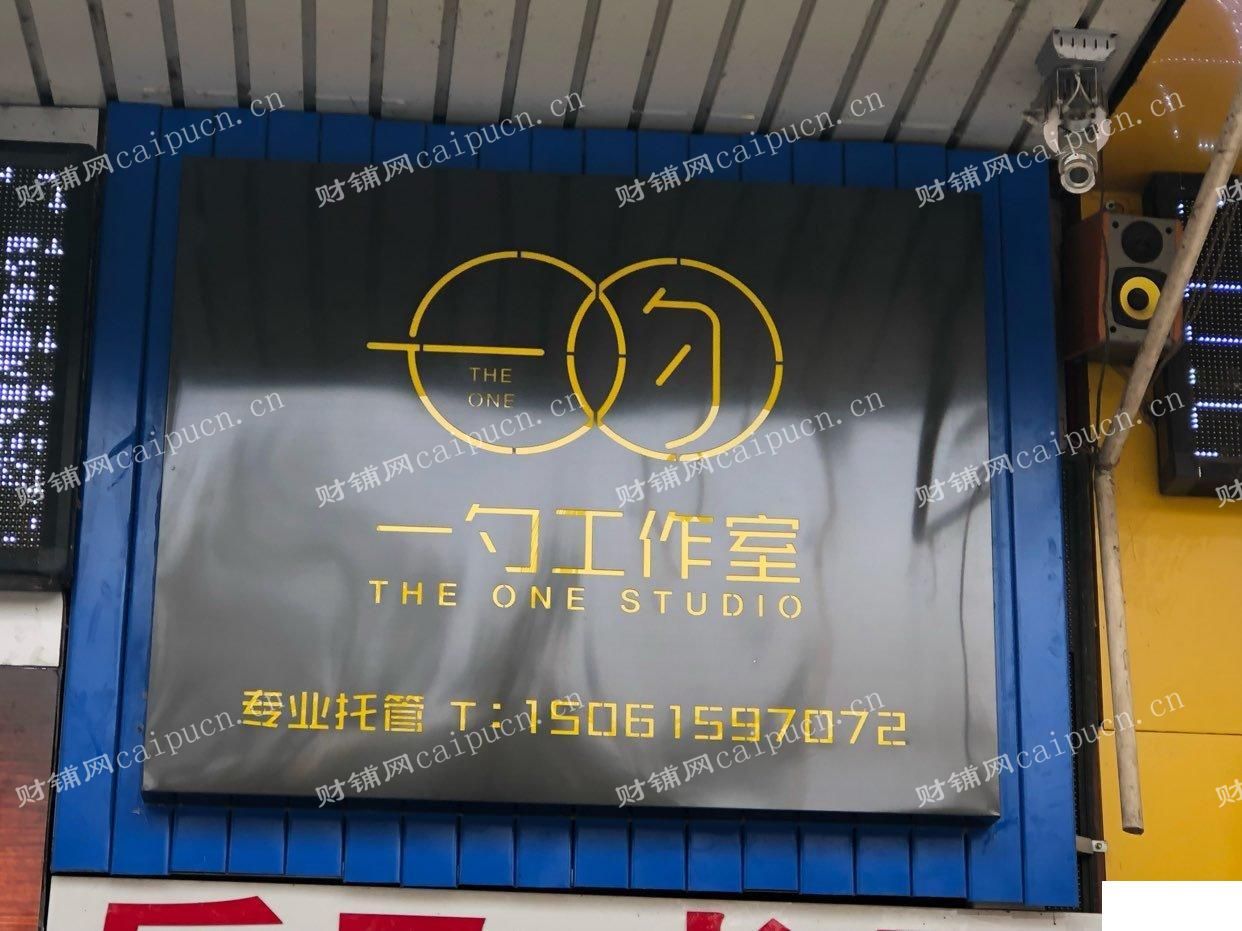 一勺
THE
ONE
一勺工作室
THE ONE STUDIO
专业托管 T:15061597072
财铺网caipucn.cn